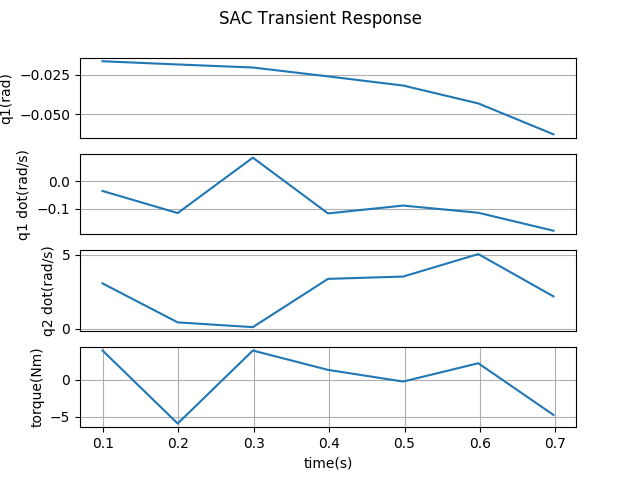 SAC Transient Response
q1(rad)
−0.025
−0.050
q1 dot(rad/s)
0.0
−0.1
q2 dot(rad/s)
5
0
torque(Nm)
0
−5
0.1 0.2 0.3 0.4 0.5 0.6 0.7
time(s)